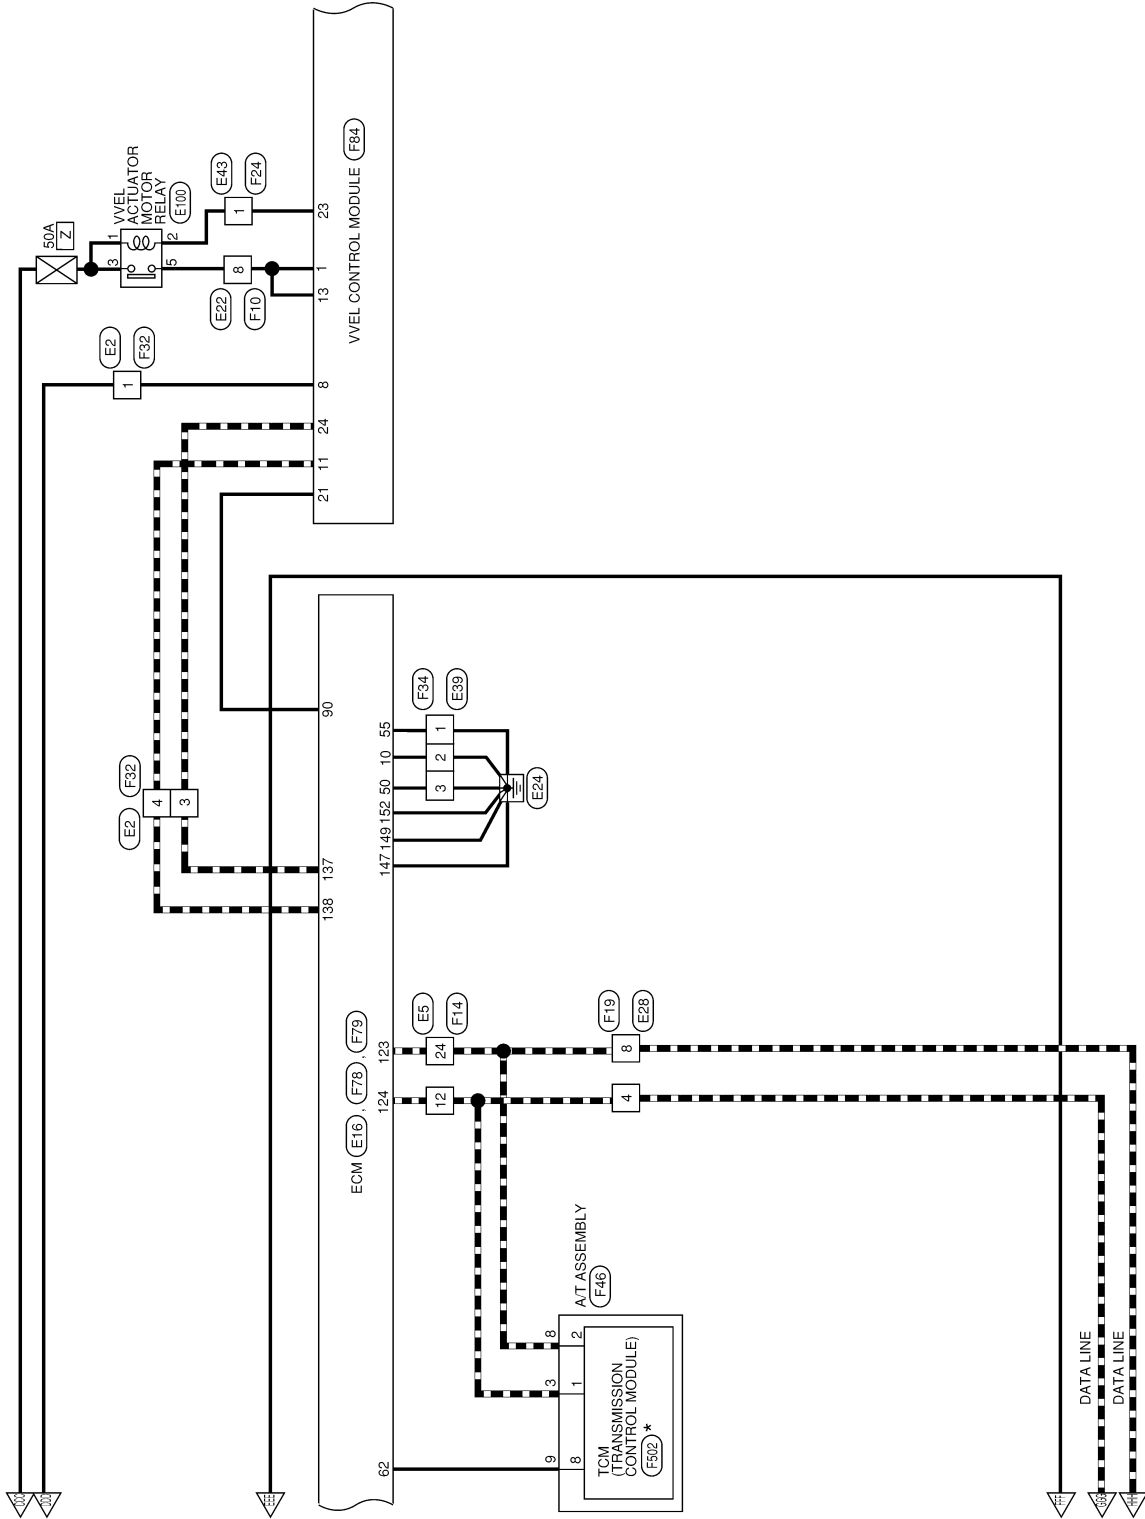 50A
Z
VVEL
ACTUATOR
MOTOR
RELAY
E100
1
2
3
5
E43
F24
1
E22
F10
8
E2
F32
1
VVEL CONTROL MODULE F84
23
1
13
8
24
11
21
E2
F32
4
3
90
137
138
55
10
50
152
149
147
F34
E39
1
2
3
E24
ECM E16 , F78 , F79
123
124
62
E5
F14
24
12
F19
E28
8
4
A/T ASSEMBLY
F46
8
3
9
2
1
8
TCM
(TRANSMISSION
CONTROL MODULE)
F502 *
DATA LINE
DATA LINE
EEE
FFF
GGG
HHH